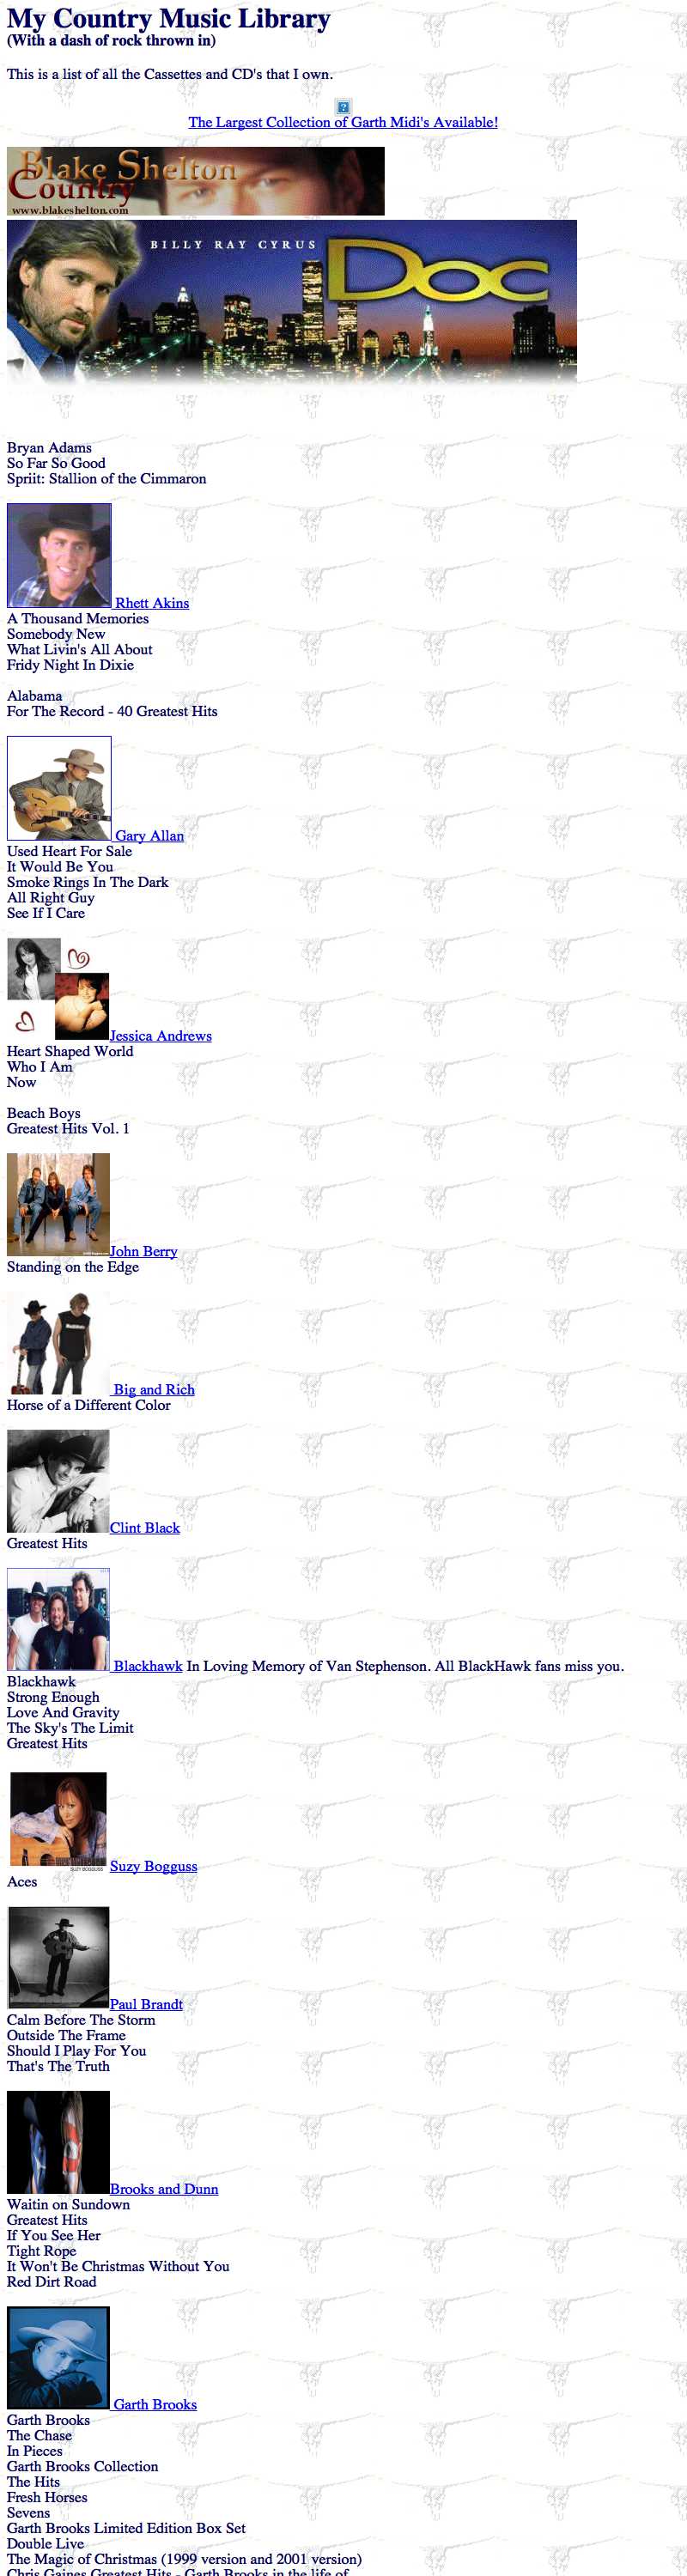 My Country Music Library
(With a dash of rock thrown in)
This is a list of all the Cassettes and CD's that I own.
?
The Largest Collection of Garth Midi's Available!
Blake Shelton
Country
www.blakeshelton.com
BILLY RAY CYRUS
Doc
Bryan Adams
So Far So Good
Spriit: Stallion of the Cimmaron
Rhett Akins
A Thousand Memories
Somebody New
What Livin's All About
Fridy Night In Dixie
Alabama
For The Record - 40 Greatest Hits
Gary Allan
Used Heart For Sale
It Would Be You
Smoke Rings In The Dark
All Right Guy
See If I Care
Jessica Andrews
Heart Shaped World
Who I Am
Now
Beach Boys
Greatest Hits Vol. 1
John Berry
Standing on the Edge
Big and Rich
Horse of a Different Color
Clint Black
Greatest Hits
Blackhawk In Loving Memory of Van Stephenson. All BlackHawk fans miss you.
Blackhawk
Strong Enough
Love And Gravity
The Sky's The Limit
Greatest Hits
SUZY BOGGUSS
Suzy Bogguss
Aces
Paul Brandt
Calm Before The Storm
Outside The Frame
Should I Play For You
That's The Truth
Brooks and Dunn
Waitin on Sundown
Greatest Hits
If You See Her
Tight Rope
It Won't Be Christmas Without You
Red Dirt Road
Garth Brooks
Garth Brooks
The Chase
In Pieces
Garth Brooks Collection
The Hits
Fresh Horses
Sevens
Garth Brooks Limited Edition Box Set
Double Live
The Magic of Christmas (1999 version and 2001 version)
Chris Gaines Greatest Hits - Garth Brooks in the life of